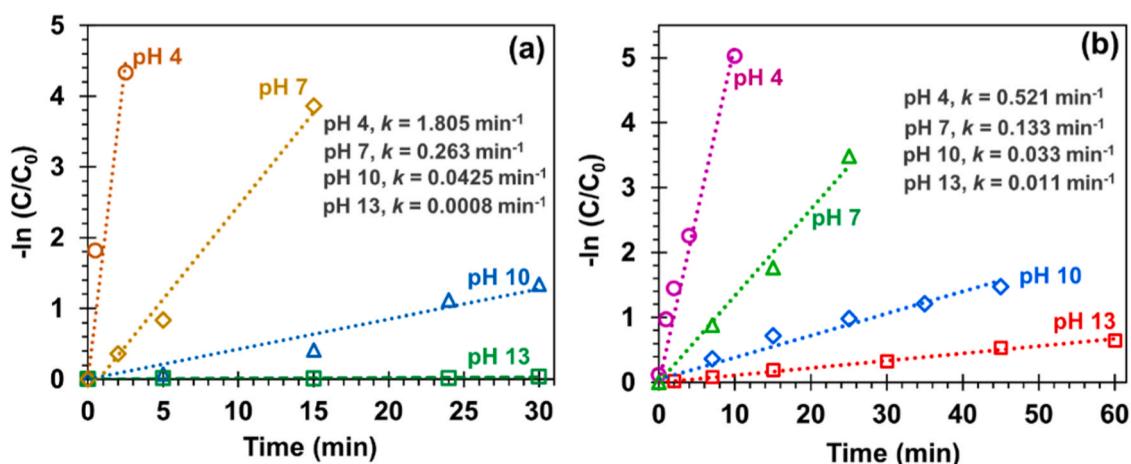 (a)
pH 4
pH 7
pH 4, k = 1.805 min⁻¹
pH 7, k = 0.263 min⁻¹
pH 10, k = 0.0425 min⁻¹
pH 13, k = 0.0008 min⁻¹
pH 10
pH 13
-ln (C/C₀)
5
4
3
2
1
0
0 5 10 15 20 25 30
Time (min)
(b)
pH 4
pH 4, k = 0.521 min⁻¹
pH 7, k = 0.133 min⁻¹
pH 10, k = 0.033 min⁻¹
pH 13, k = 0.011 min⁻¹
pH 7
pH 10
pH 13
-ln (C/C₀)
5
4
3
2
1
0
0 10 20 30 40 50 60
Time (min)